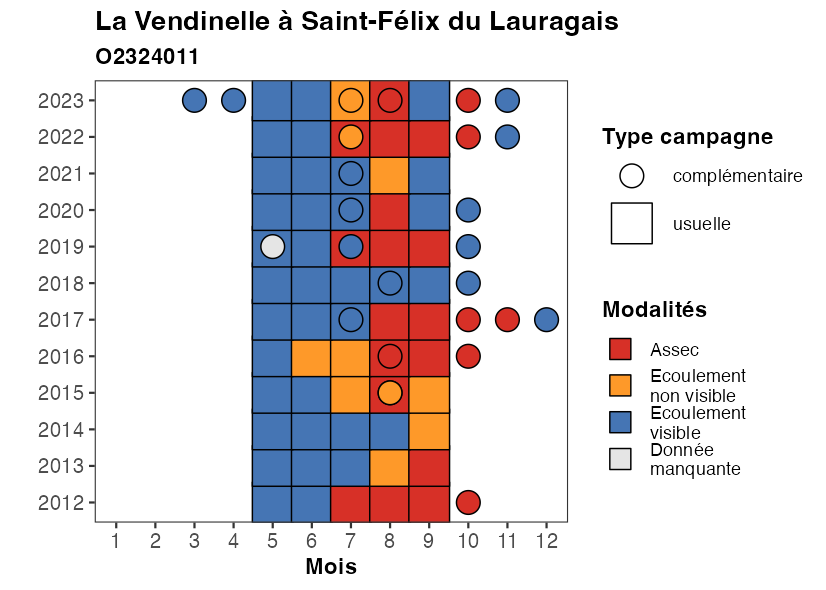 La Vendinelle à Saint-Félix du Lauragais
O2324011
2023
2022
2021
2020
2019
2018
2017
2016
2015
2014
2013
2012
1 2 3 4 5 6 7 8 9 10 11 12
Mois
Type campagne
complémentaire
usuelle
Modalités
Assec
Ecoulement
non visible
Ecoulement
visible
Donnée
manquante